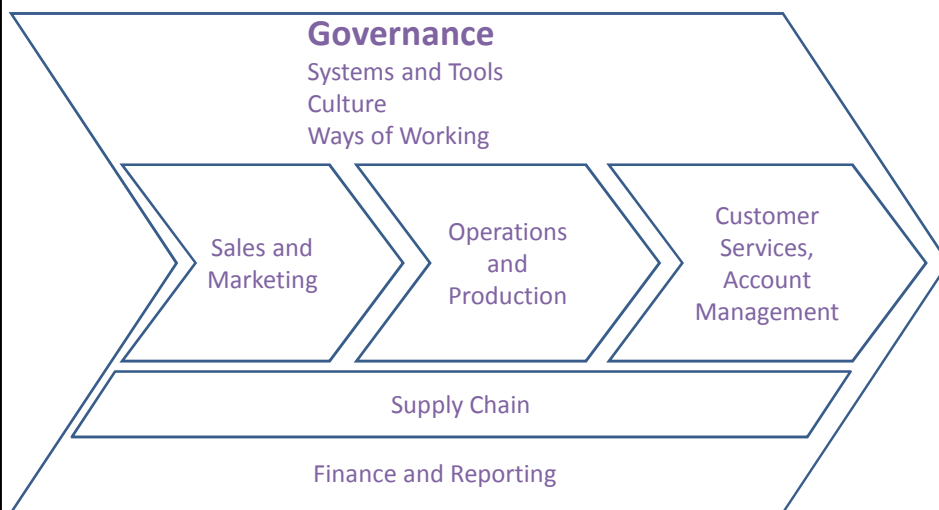 Governance
Systems and Tools
Culture
Ways of Working
Sales and
Marketing
Operations
and
Production
Customer
Services,
Account
Management
Supply Chain
Finance and Reporting